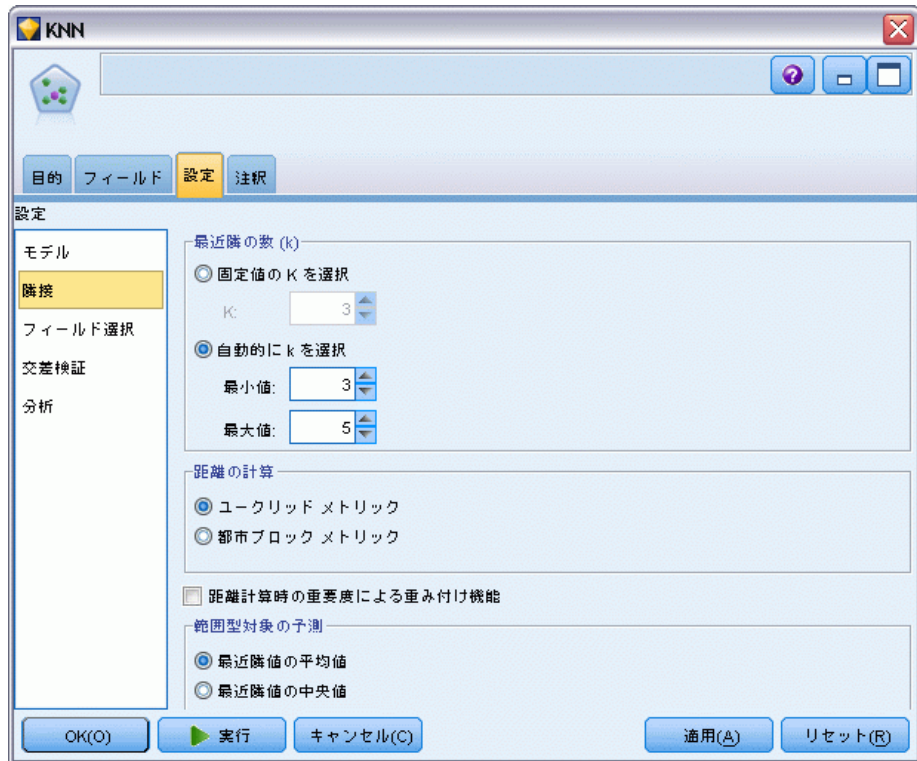 KNN
目的 フィールド 設定 注釈
設定
モデル
隣接
フィールド選択
交差検証
分析
最近隣の数 (k)
固定値の K を選択
K: 3
自動的に k を選択
最小値: 3
最大値: 5
距離の計算
ユークリッド メトリック
都市ブロック メトリック
距離計算時の重要度による重み付け機能
範囲型対象の予測
最近隣値の平均値
最近隣値の中央値
OK(O) 実行 キャンセル(C) 適用(A) リセット(R)